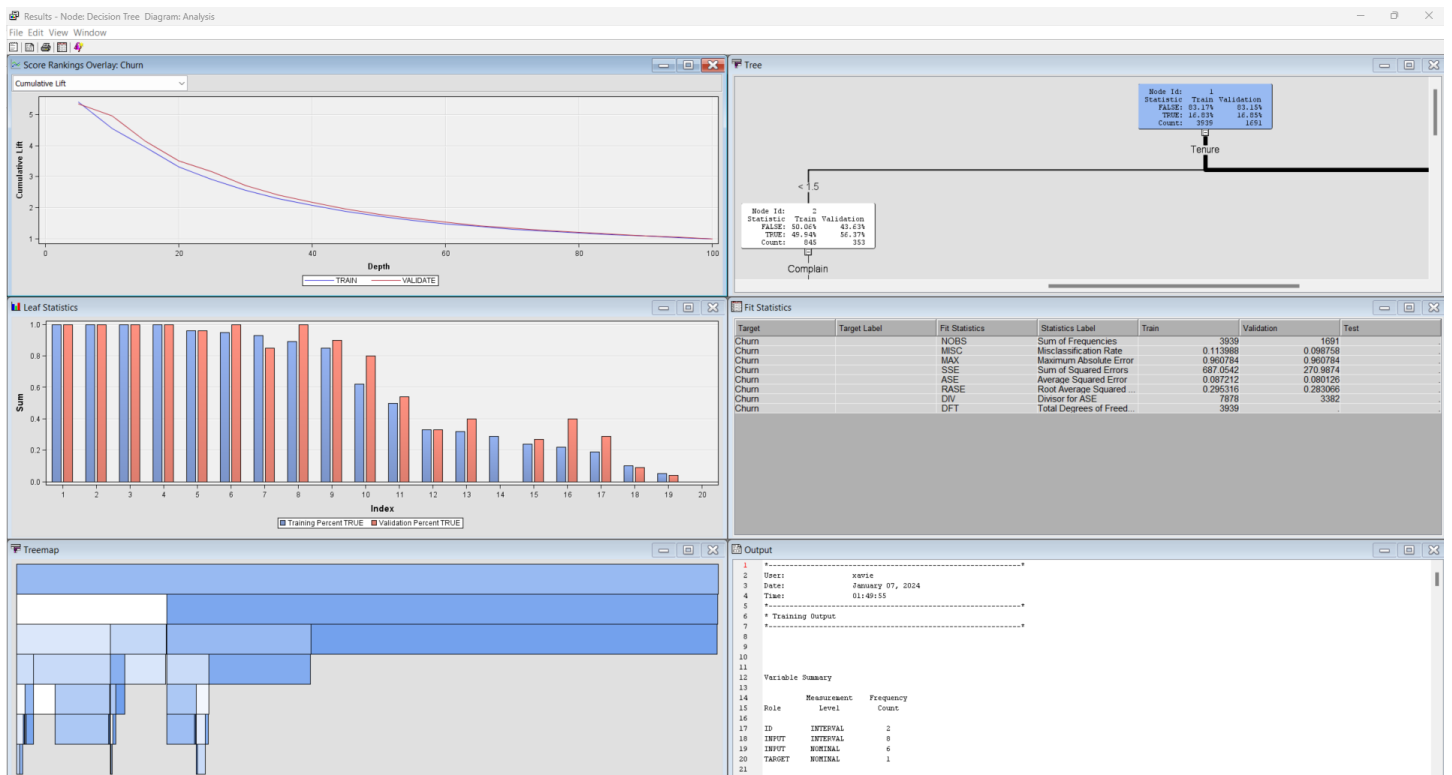 Results - Node: Decision Tree Diagram: Analysis
File Edit View Window
Score Rankings Overlay: Churn
Cumulative Lift
Cumulative Lift
5
4
3
2
1
0 20 40 60 80 100
Depth
TRAIN VALIDATE
Tree
Node Id: 1
Statistic Train Validation
FALSE: 83.17% 83.15%
TRUE: 16.83% 16.85%
Count: 3939 1691
Tenure
< 1.5
Node Id: 2
Statistic Train Validation
FALSE: 50.06% 43.63%
TRUE: 49.94% 56.37%
Count: 845 353
Complain
Leaf Statistics
Sum
1.0
0.8
0.6
0.4
0.2
0.0
1 2 3 4 5 6 7 8 9 10 11 12 13 14 15 16 17 18 19 20
Index
Training Percent TRUE Validation Percent TRUE
Fit Statistics
Target Target Label Fit Statistics Statistics Label Train Validation Test
Churn NOBS Sum of Frequencies 3939 1691 .
Churn MISC Misclassification Rate 0.113988 0.098758 .
Churn MAX Maximum Absolute Error 0.960784 0.960784 .
Churn SSE Sum of Squared Errors 687.0542 270.9874 .
Churn ASE Average Squared Error 0.087212 0.080126 .
Churn RASE Root Average Squared ... 0.295316 0.283066 .
Churn DIV Divisor for ASE 7878 3382 .
Churn DFT Total Degrees of Freed... 3939 . .
Treemap
Output
1 *------------------------------------------------------------*
2 User: xavie
3 Date: January 07, 2024
4 Time: 01:49:55
5 *------------------------------------------------------------*
6 * Training Output
7 *------------------------------------------------------------*
8
9
10
11
12 Variable Summary
13
14 Measurement Frequency
15 Role Level Count
16
17 ID INTERVAL 2
18 INPUT INTERVAL 8
19 INPUT NOMINAL 6
20 TARGET NOMINAL 1
21